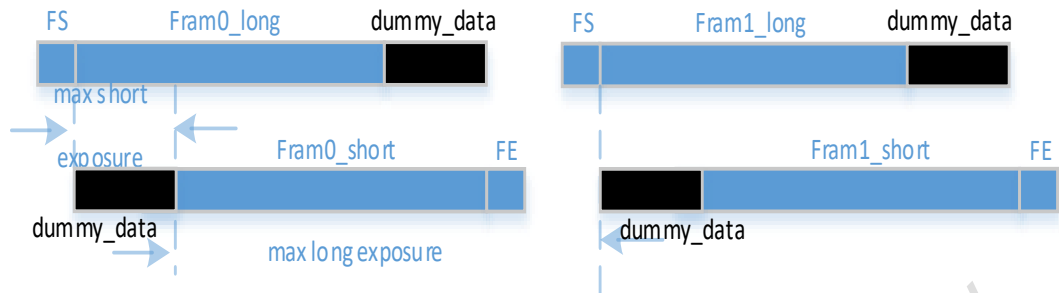 FS Fram0_long dummy_data FS Fram1_long dummy_data
max short
exposure Fram0_short FE Fram1_short FE
dummy_data dummy_data
max long exposure